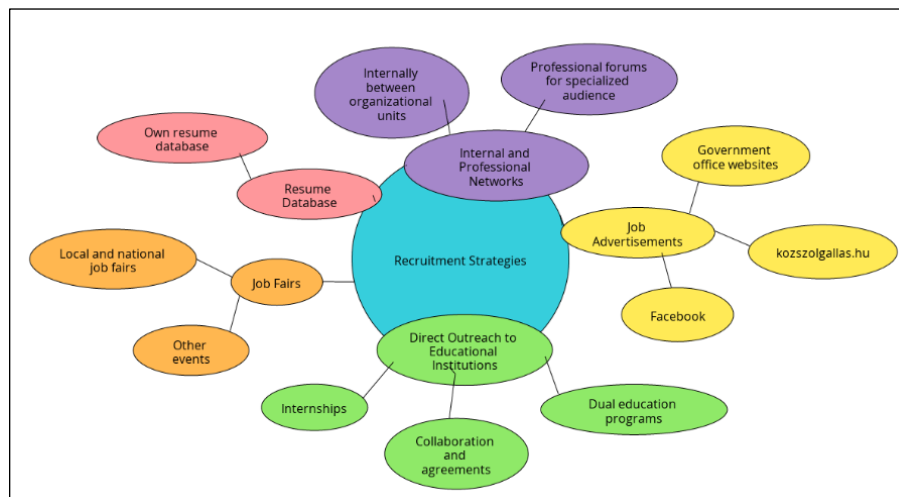 Internally
between
organizational
units
Professional forums
for specialized
audience
Own resume
database
Internal and
Professional
Networks
Government
office websites
Resume
Database
Job
Advertisements
Local and national
job fairs
Job Fairs
Recruitment Strategies
kozszolgallas.hu
Facebook
Other
events
Direct Outreach to
Educational
Institutions
Internships
Dual education
programs
Collaboration
and
agreements